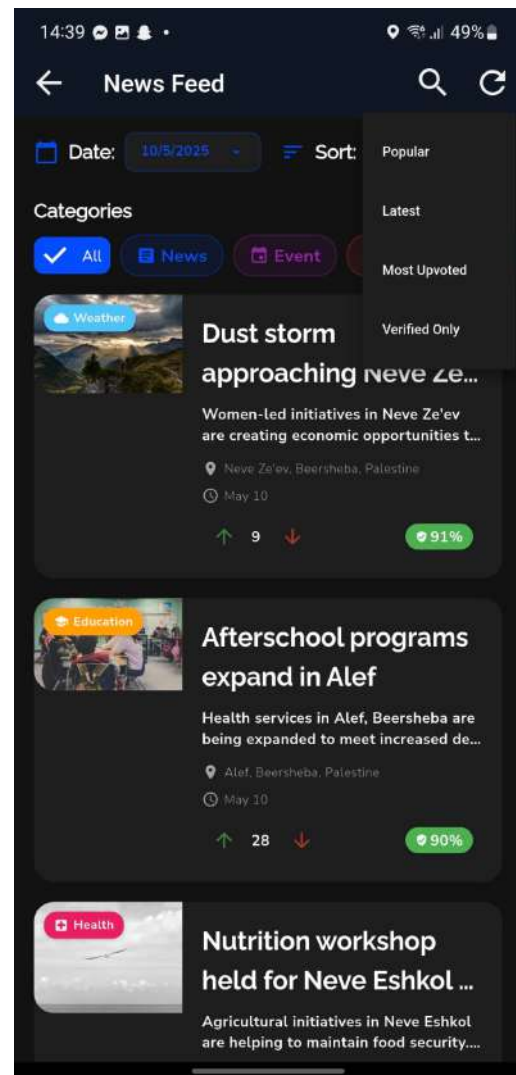 14:39
49%
News Feed
Date: 10/5/2025 Sort:
Popular
Latest
Most Upvoted
Verified Only
Categories
All News Event
Weather
Dust storm
approaching Neve Ze...
Women-led initiatives in Neve Ze'ev
are creating economic opportunities t...
Neve Ze'ev, Beersheba, Palestine
May 10
9
91%
Education
Afterschool programs
expand in Alef
Health services in Alef, Beersheba are
being expanded to meet increased de...
Alef, Beersheba, Palestine
May 10
28
90%
Health
Nutrition workshop
held for Neve Eshkol ...
Agricultural initiatives in Neve Eshkol
are helping to maintain food security....